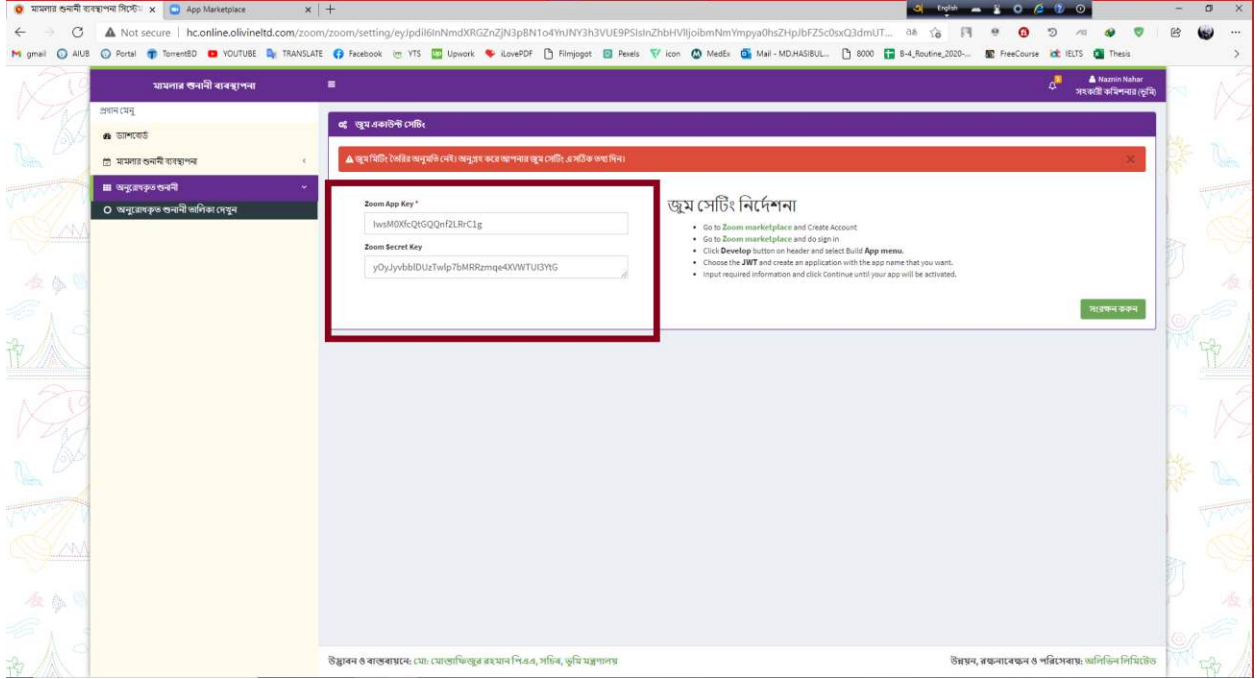 মামলার শুনানী ব্যবস্থাপনা সিস্টে
App Marketplace
English
Not secure | hc.online.olivineltd.com/zoom/zoom/setting/
gmail AIUB Portal TorrentBD YOUTUBE TRANSLATE Facebook YTS Upwork iLovePDF Filmjogot Pexels icon MedEx Mail - MD.HASIBUL... 8000 B-4_Routine_2020-... FreeCourse IELTS Thesis
মামলার শুনানী ব্যবস্থাপনা
Naznin Nahar
সহকারী কমিশনার (ভূমি)
প্রধান মেনু
ড্যাশবোর্ড
মামলার শুনানী ব্যবস্থাপনা
অনুরোধকৃত শুনানী
অনুরোধকৃত শুনানী তালিকা দেখুন
জুম একাউন্ট সেটিং
জুম মিটিং তৈরির অনুমতি নেই। অনুগ্রহ করে আপনার জুম সেটিং এ সঠিক তথ্য দিন।
Zoom App Key *
IwsM0XfcQtGQQnf2LRrC1g
Zoom Secret Key
yOyJyvbblDUzTwlp7bMRRzmqe4XVWTUI3YtG
জুম সেটিং নির্দেশনা
Go to Zoom marketplace and Create Account
Go to Zoom marketplace and do sign in
Click Develop button on header and select Build App menu.
Choose the JWT and create an application with the app name that you want.
Input required information and click Continue until your app will be activated.
সংরক্ষন করুন
উদ্ভাবন ও বাস্তবায়নে: মো: মোস্তাফিজুর রহমান পিএএ, সচিব, ভূমি মন্ত্রণালয়
উন্নয়ন, রক্ষনাবেক্ষন ও পরিসেবায়: অলিভিন লিমিটেড